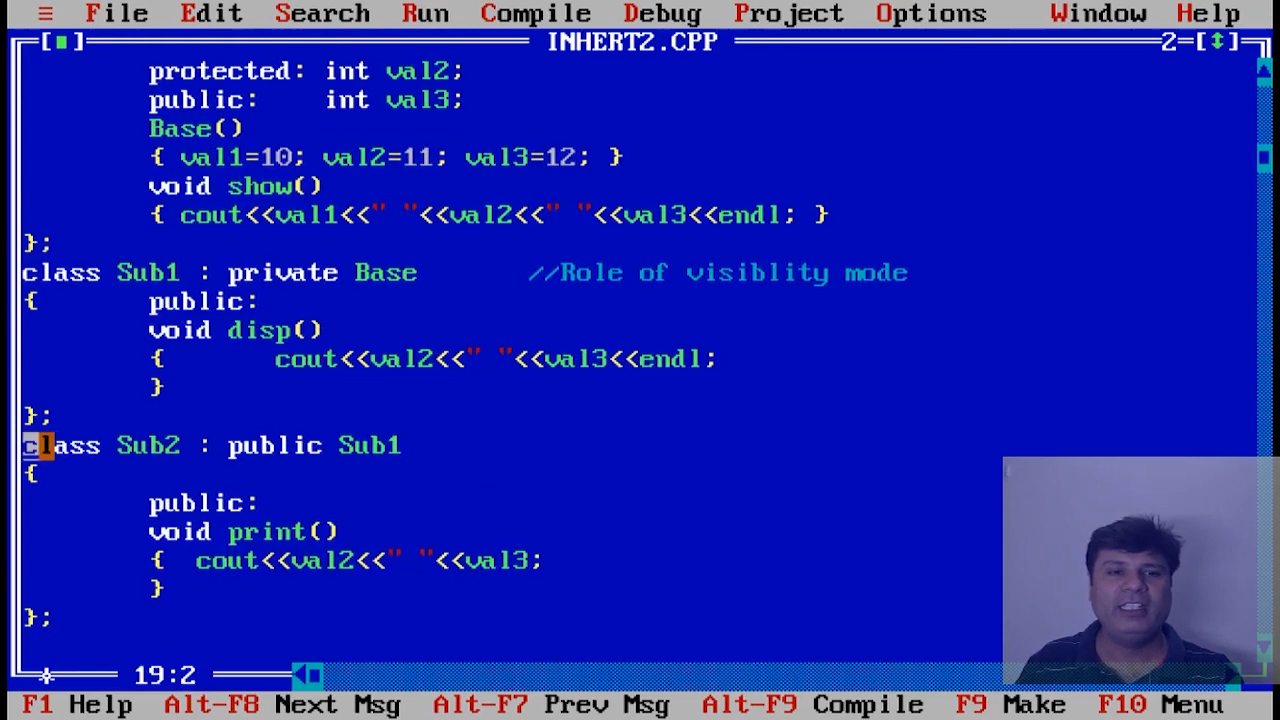 ≡ File Edit Search Run Compile Debug Project Options Window Help
[■] INHERT2.CPP 2=[↕]
protected: int val2;
public: int val3;
Base()
{ val1=10; val2=11; val3=12; }
void show()
{ cout<<val1<<" "<<val2<<" "<<val3<<endl; }
};
class Sub1 : private Base //Role of visiblity mode
{ public:
void disp()
{ cout<<val2<<" "<<val3<<endl;
}
};
class Sub2 : public Sub1
{
public:
void print()
{ cout<<val2<<" "<<val3;
}
};
19:2
F1 Help Alt-F8 Next Msg Alt-F7 Prev Msg Alt-F9 Compile F9 Make F10 Menu